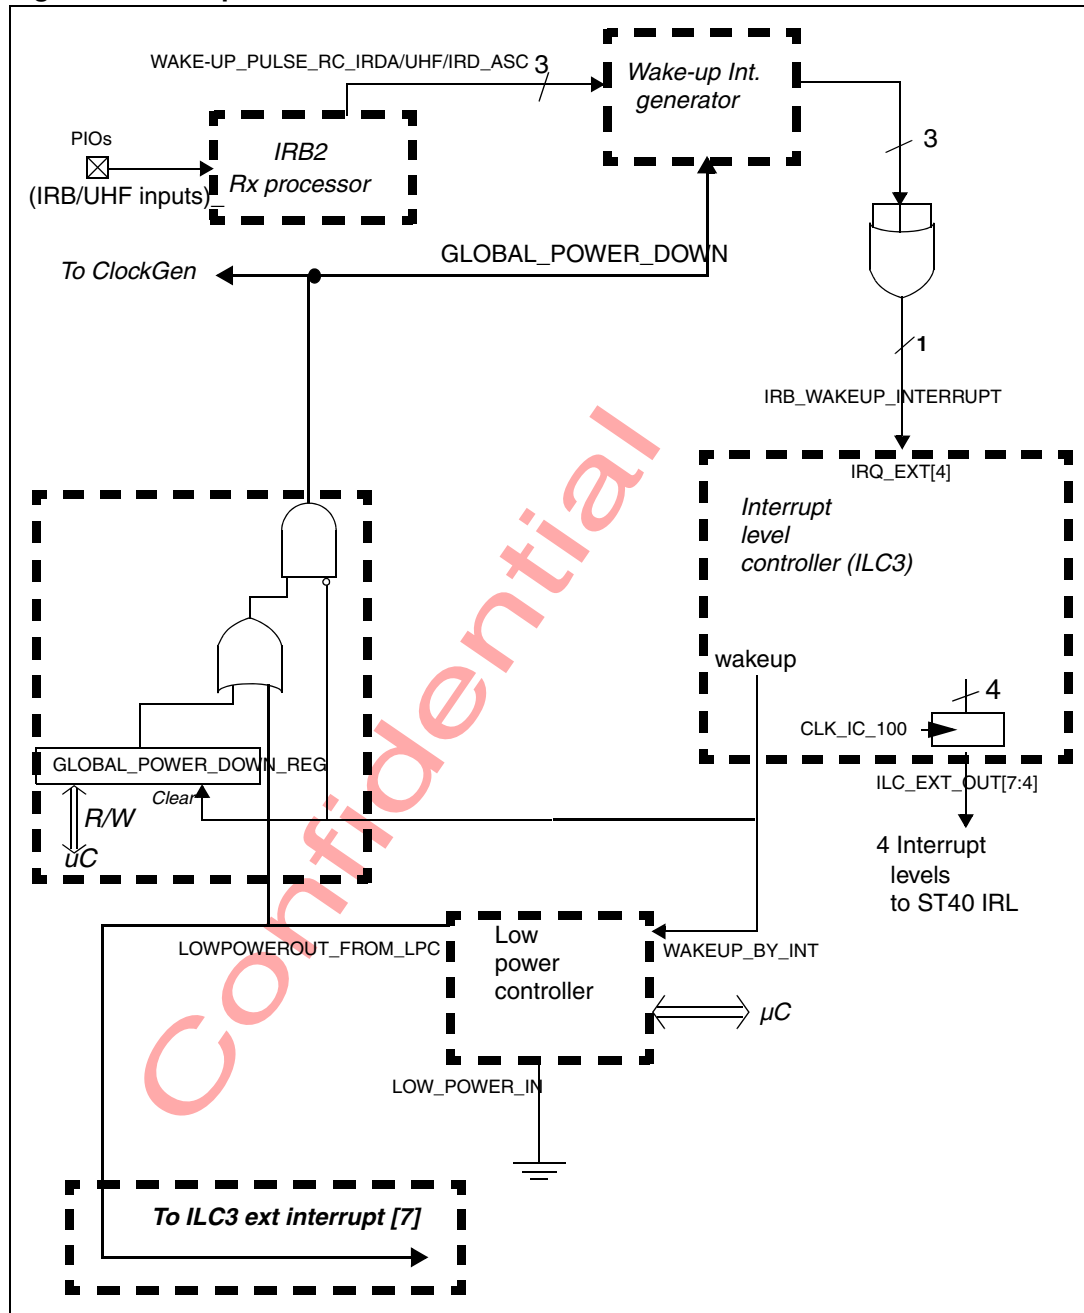 WAKE-UP_PULSE_RC_IRDA/UHF/IRD_ASC 3
Wake-up Int.
generator
PIOs
IRB2
Rx processor
(IRB/UHF inputs)_
3
To ClockGen
GLOBAL_POWER_DOWN
1
IRB_WAKEUP_INTERRUPT
IRQ_EXT[4]
Interrupt
level
controller (ILC3)
wakeup
4
CLK_IC_100
ILC_EXT_OUT[7:4]
4 Interrupt
levels
to ST40 IRL
GLOBAL_POWER_DOWN_REG
Clear
R/W
uC
LOWPOWEROUT_FROM_LPC
Low
power
controller
WAKEUP_BY_INT
µC
LOW_POWER_IN
To ILC3 ext interrupt [7]
Confidential